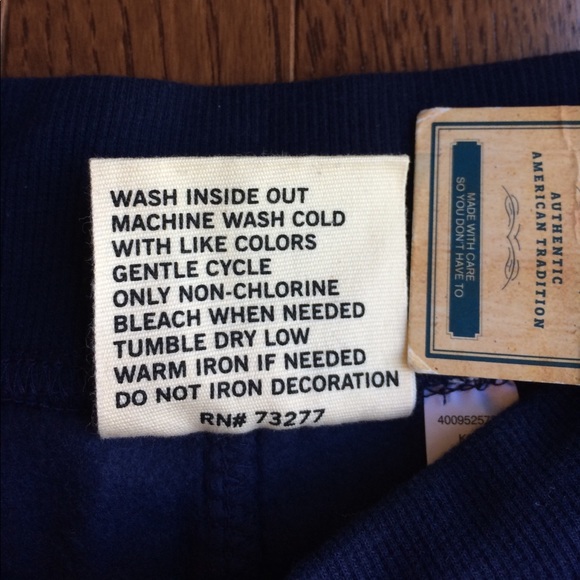 WASH INSIDE OUT
MACHINE WASH COLD
WITH LIKE COLORS
GENTLE CYCLE
ONLY NON-CHLORINE
BLEACH WHEN NEEDED
TUMBLE DRY LOW
WARM IRON IF NEEDED
DO NOT IRON DECORATION
RN# 73277
AUTHENTIC
AMERICAN TRADITION
MADE WITH CARE
SO YOU DON'T HAVE TO